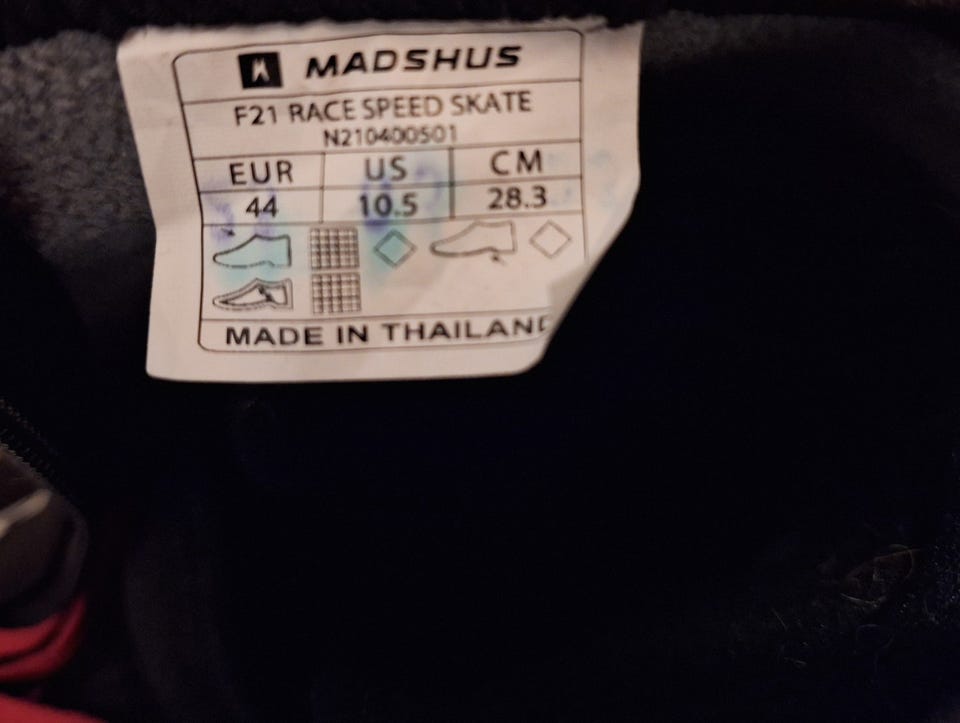 MADSHUS
F21 RACE SPEED SKATE
N210400501
EUR US CM
44 10.5 28.3
MADE IN THAILAND